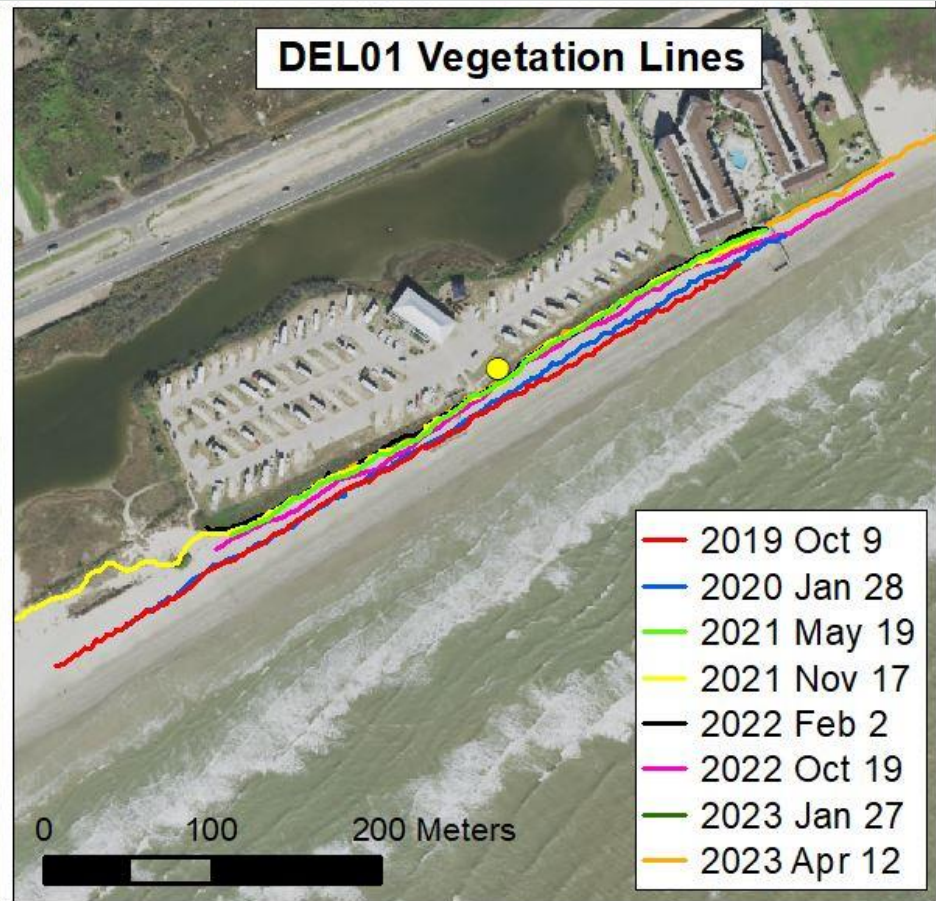 DEL01 Vegetation Lines
2019 Oct 9
2020 Jan 28
2021 May 19
2021 Nov 17
2022 Feb 2
2022 Oct 19
2023 Jan 27
2023 Apr 12
0 100 200 Meters